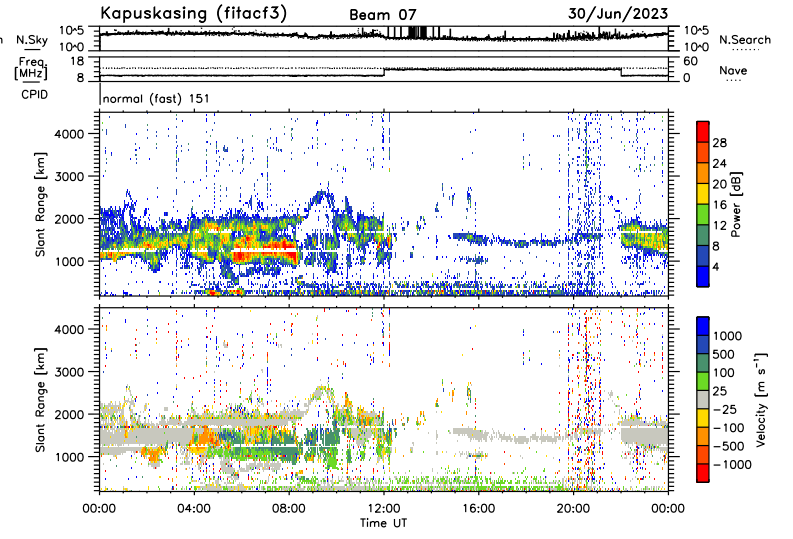 Kapuskasing (fitacf3) Beam 07 30/Jun/2023
N.Sky 10^5 10^0 10^5 10^0 N.Search
Freq. [MHz] 18 8 60 0 Nave
CPID normal (fast) 151
Slant Range [km] 4000 3000 2000 1000
28 24 20 16 12 8 4 Power [dB]
Slant Range [km] 4000 3000 2000 1000
1000 500 100 25 -25 -100 -500 -1000 Velocity [m s⁻¹]
00:00 04:00 08:00 12:00 16:00 20:00 00:00
Time UT